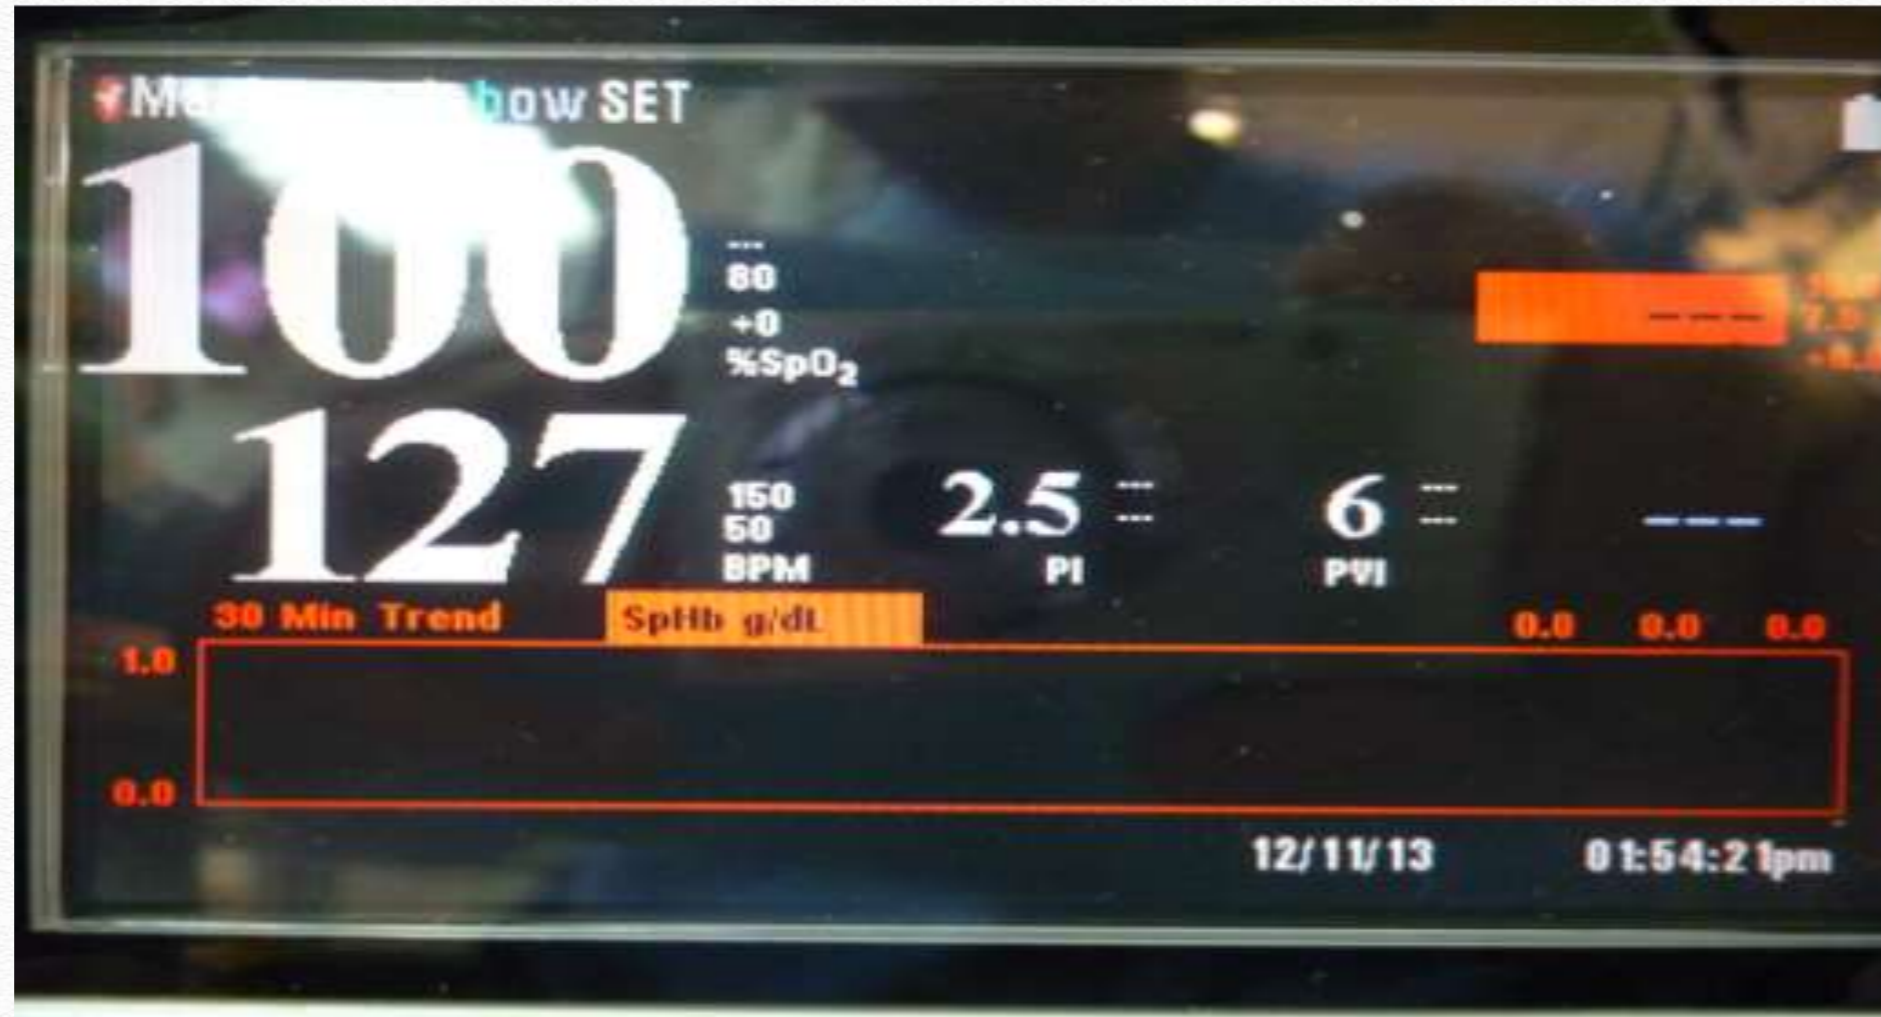 SET
100
---
80
+0
%SpO₂
---
127
150
50
BPM
2.5
---
---
PI
6
---
---
PVI
---
30 Min Trend
SpHb g/dL
0.0 0.0 0.0
1.0
0.0
12/11/13 01:54:21pm